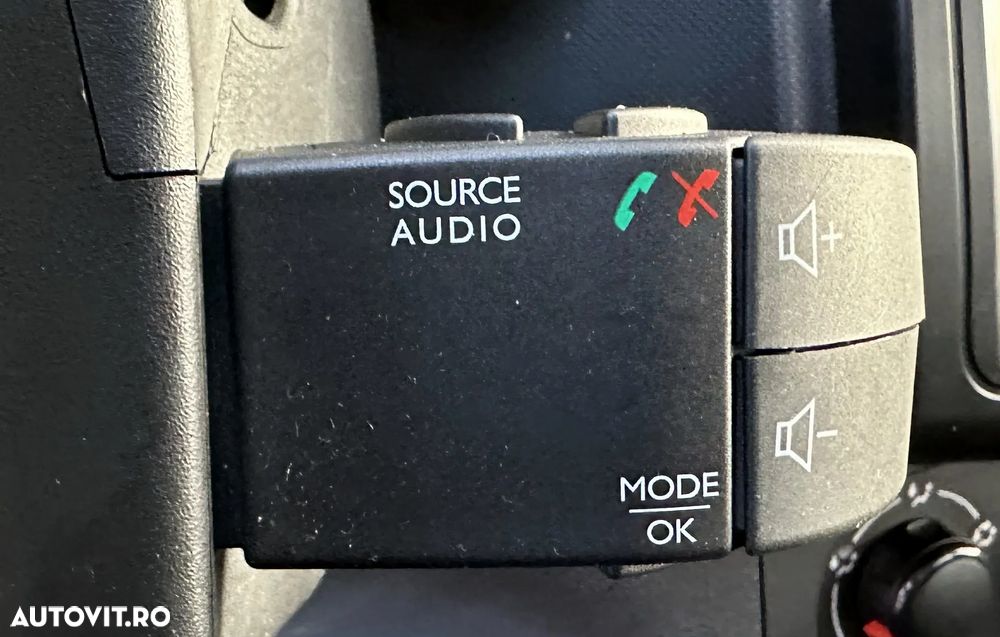 SOURCE
AUDIO
+
-
MODE
OK
AUTOVIT.RO